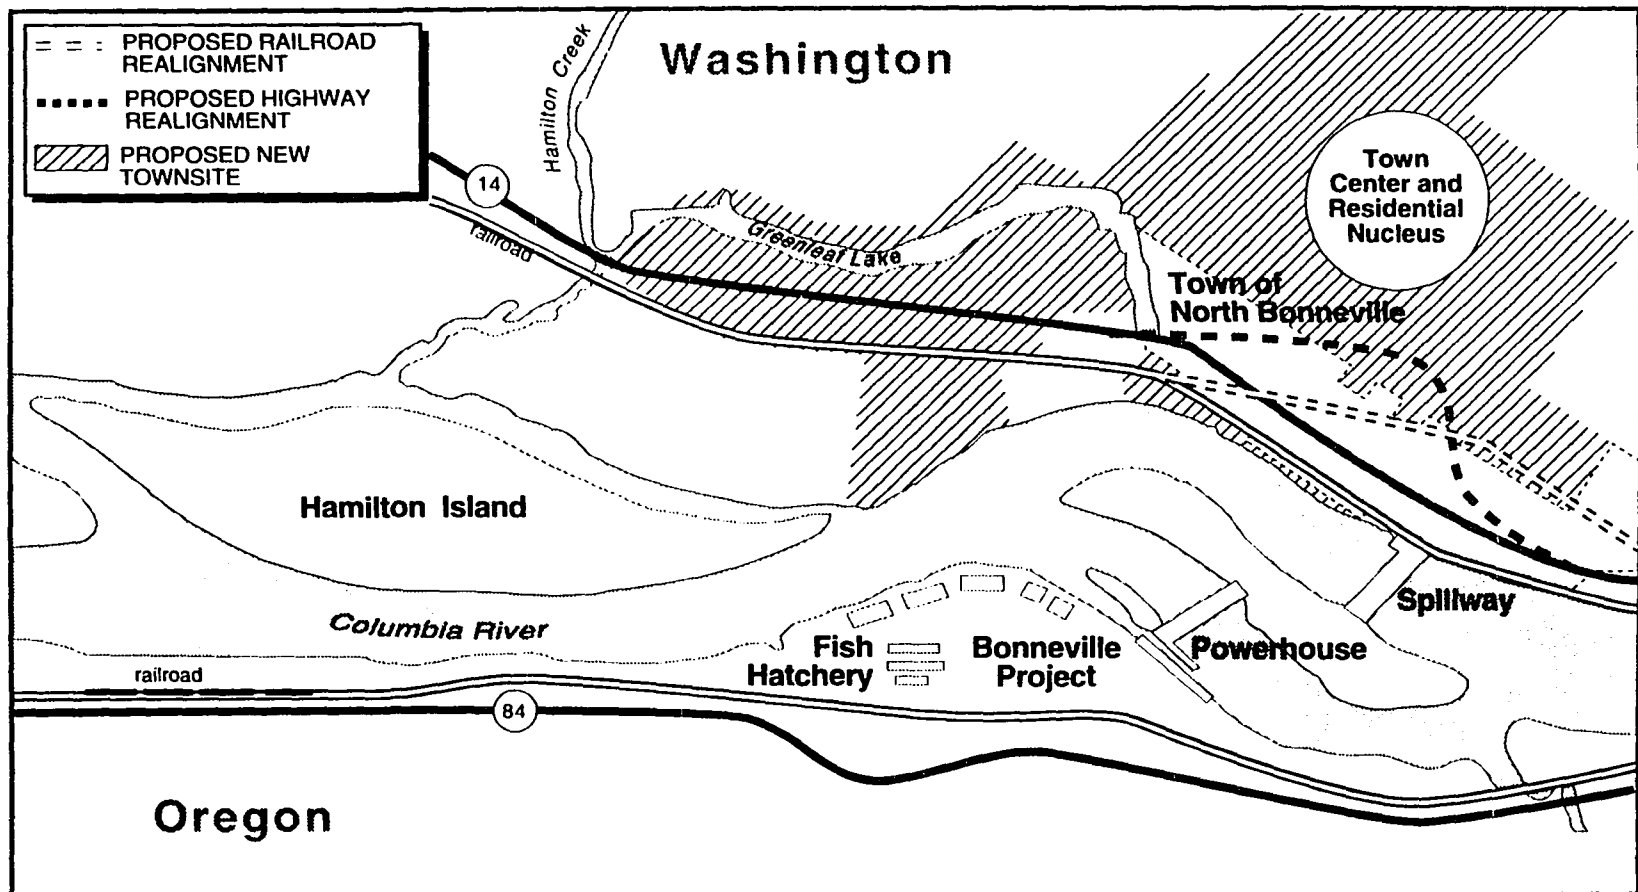 PROPOSED RAILROAD
REALIGNMENT
PROPOSED HIGHWAY
REALIGNMENT
PROPOSED NEW
TOWNSITE
Washington
Hamilton Creek
14
railroad
Greenleaf Lake
Town
Center and
Residential
Nucleus
Town of
North Bonneville
Hamilton Island
Columbia River
Spillway
Powerhouse
Fish
Hatchery
Bonneville
Project
railroad
84
Oregon